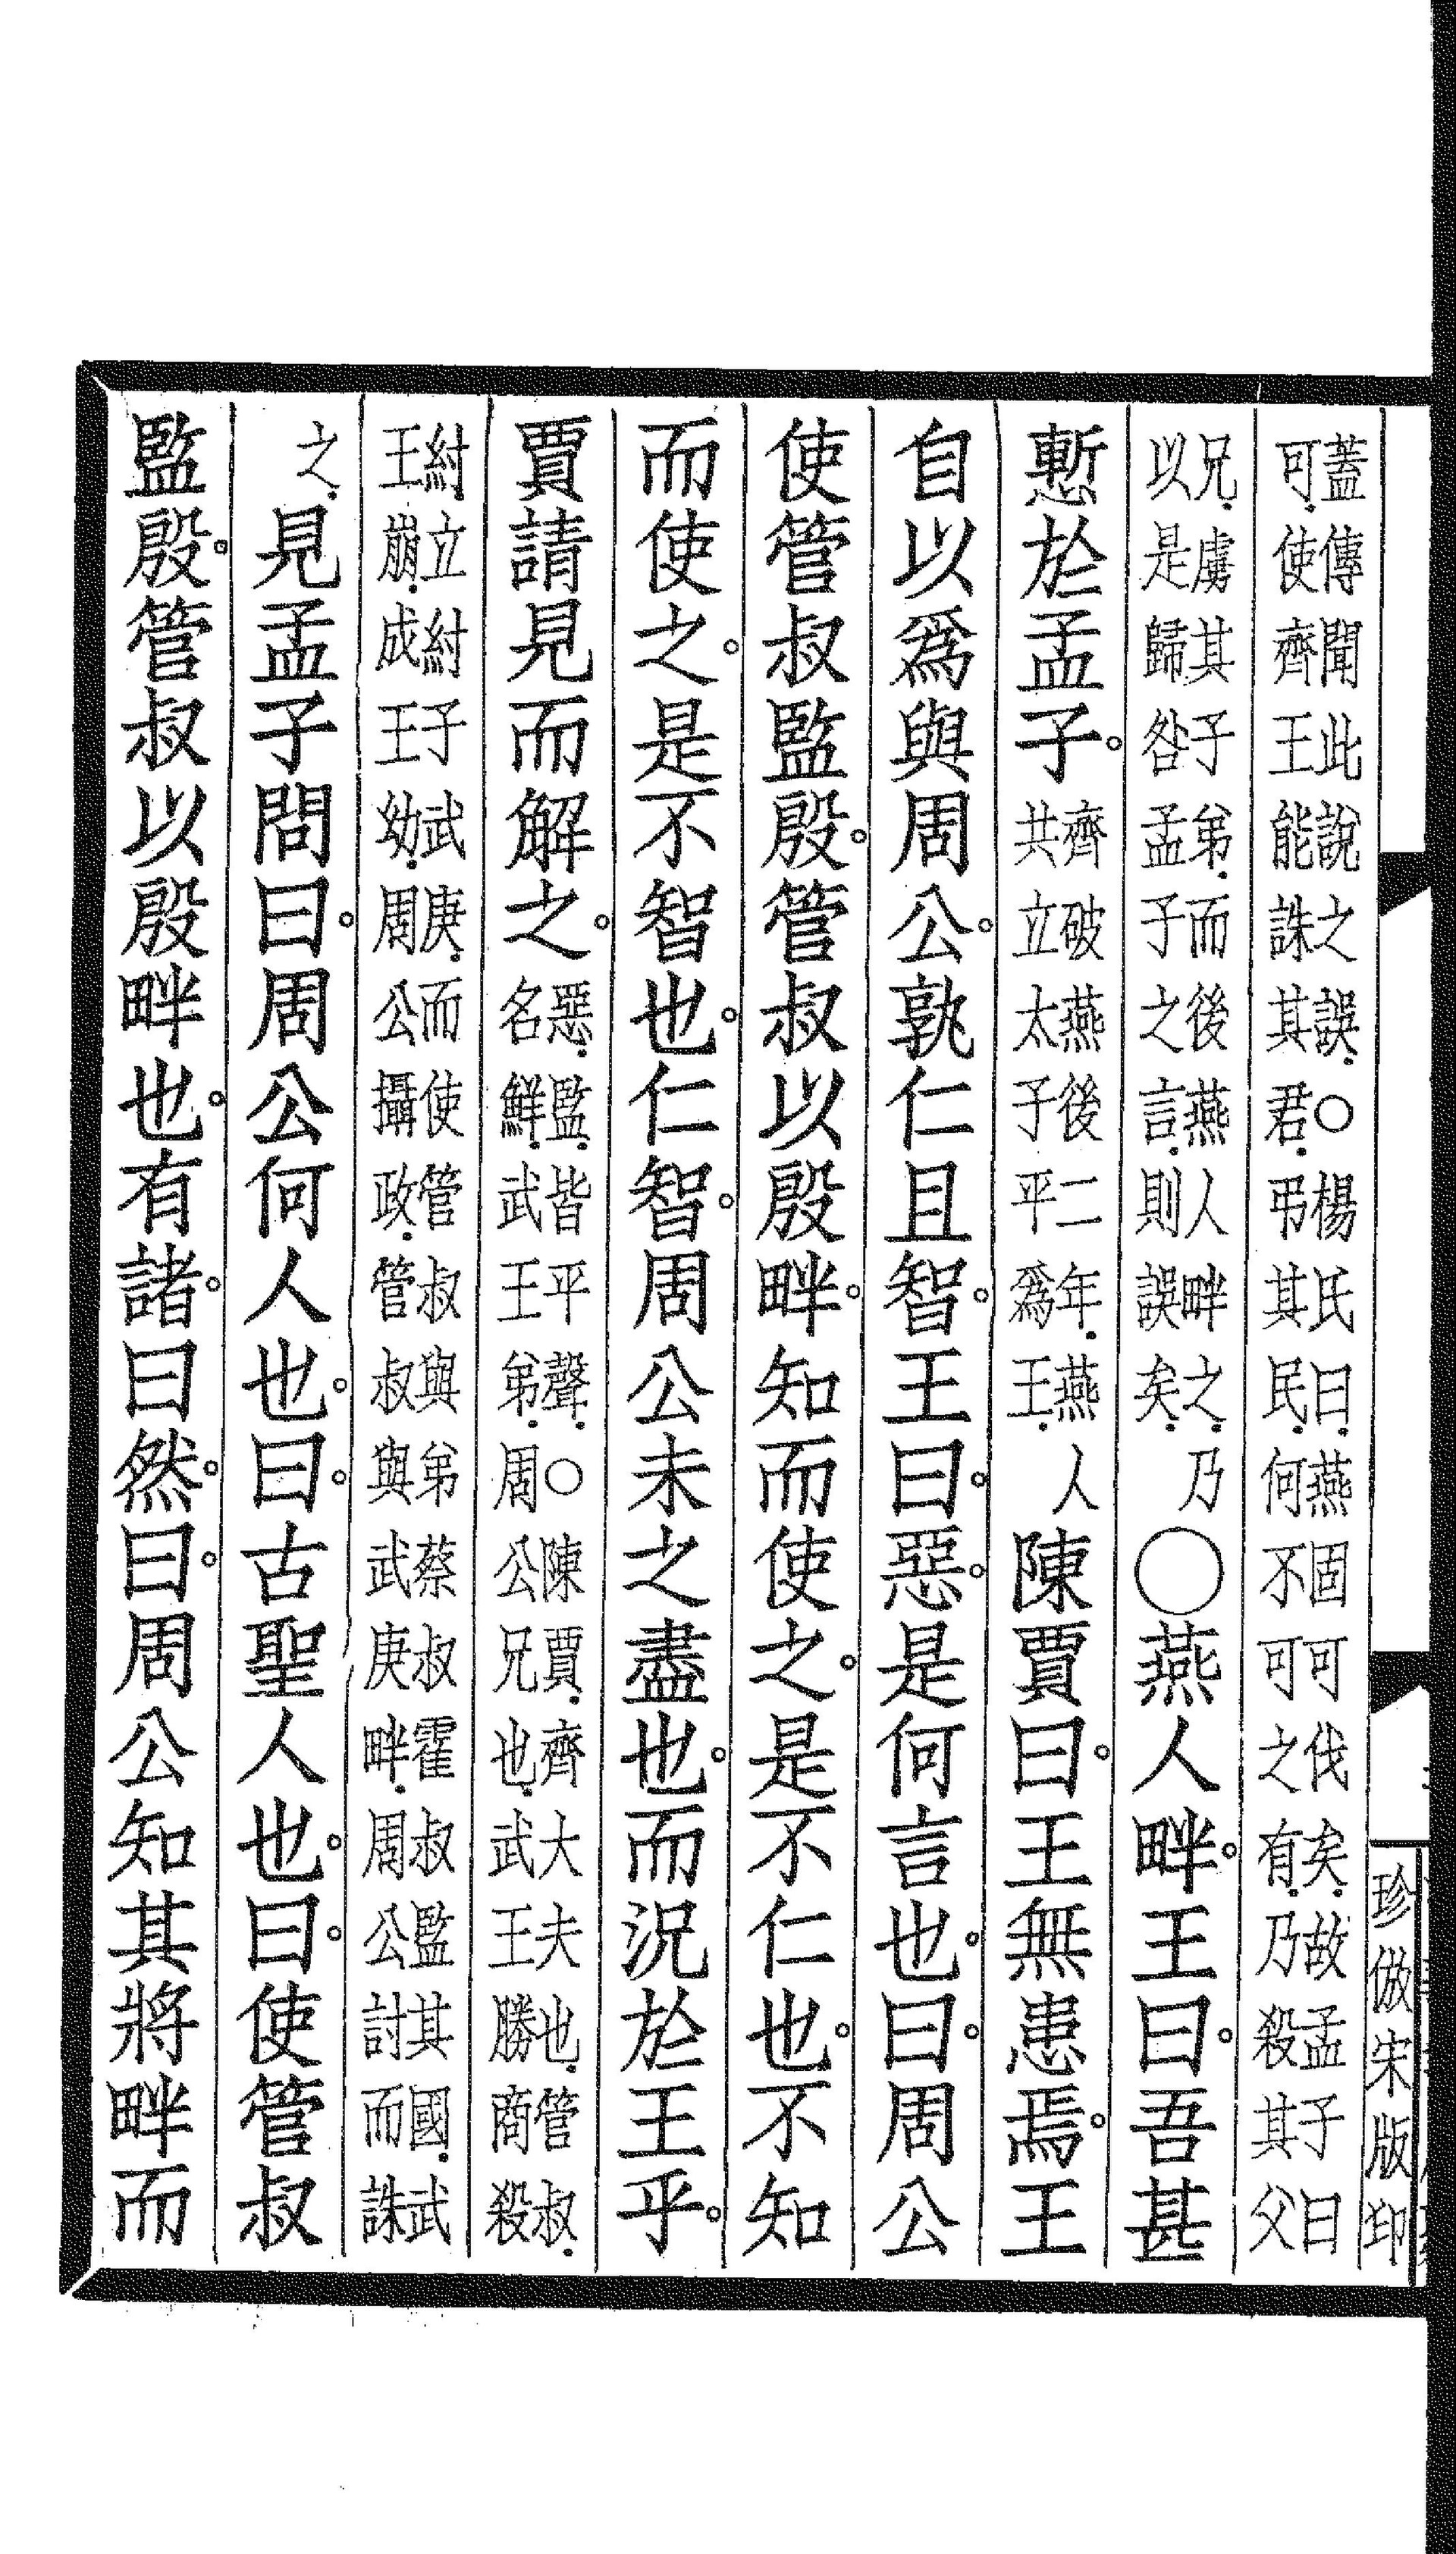 珍倣宋版印
蓋傳聞此說之誤.○楊氏曰.燕固可伐矣.故孟子曰
可.使齊王能誅其君.弔其民.何不可之有.乃殺其父
兄.虜其子弟.而後燕人畔之.乃
以是歸咎孟子之言.則誤矣.
○燕人畔。王曰。吾甚
慙於孟子。
齊破燕後二年.燕人
共立太子平爲王.
陳賈曰。王無患焉。王
自以爲與周公。孰仁且智。王曰。惡。是何言也。曰。周公
使管叔監殷。管叔以殷畔。知而使之。是不仁也。不知
而使之。是不智也。仁智。周公未之盡也。而況於王乎。
賈請見而解之。
惡.監.皆平聲.○陳賈.齊大夫也.管叔.
名鮮.武王弟.周公兄也.武王勝商殺
紂.立紂子武庚.而使管叔與弟蔡叔霍叔監其國.武
王崩.成王幼.周公攝政.管叔與武庚畔.周公討而誅
之.見孟子問曰。周公何人也。曰。古聖人也。曰。使管叔
監殷。管叔以殷畔也。有諸。曰然。曰。周公知其將畔而